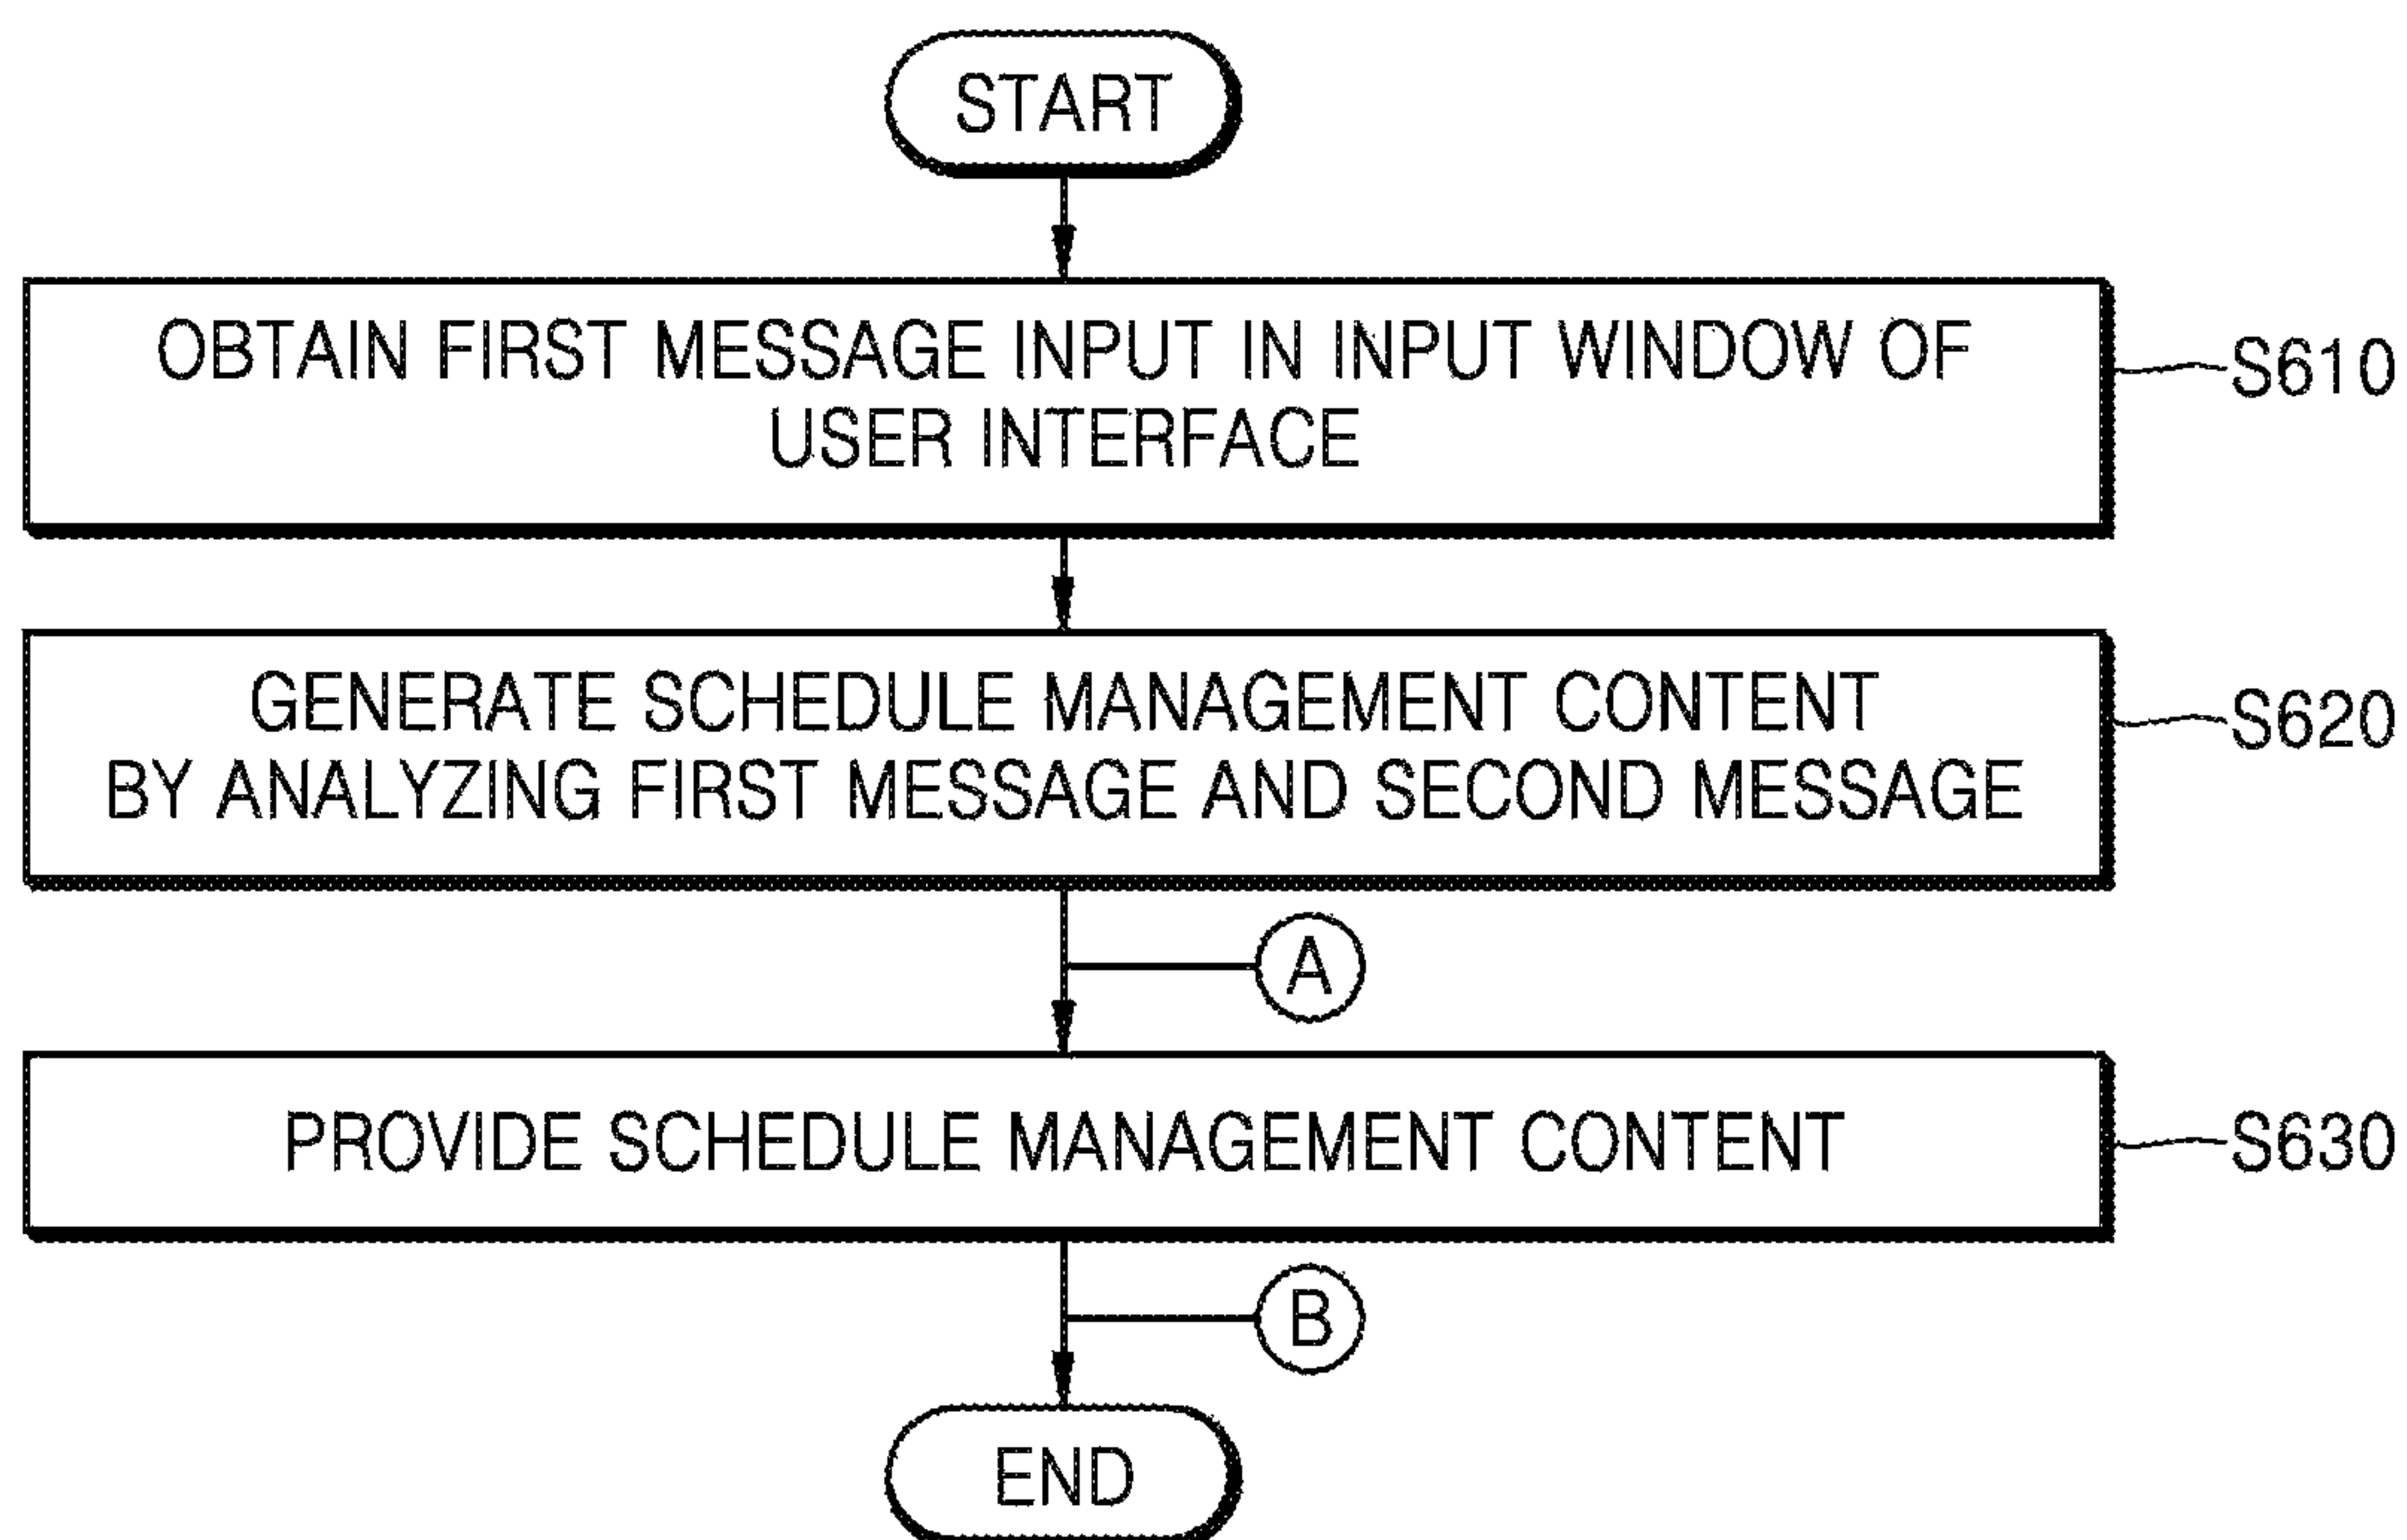 START
OBTAIN FIRST MESSAGE INPUT IN INPUT WINDOW OF
USER INTERFACE
S610
GENERATE SCHEDULE MANAGEMENT CONTENT
BY ANALYZING FIRST MESSAGE AND SECOND MESSAGE
S620
A
PROVIDE SCHEDULE MANAGEMENT CONTENT
S630
B
END